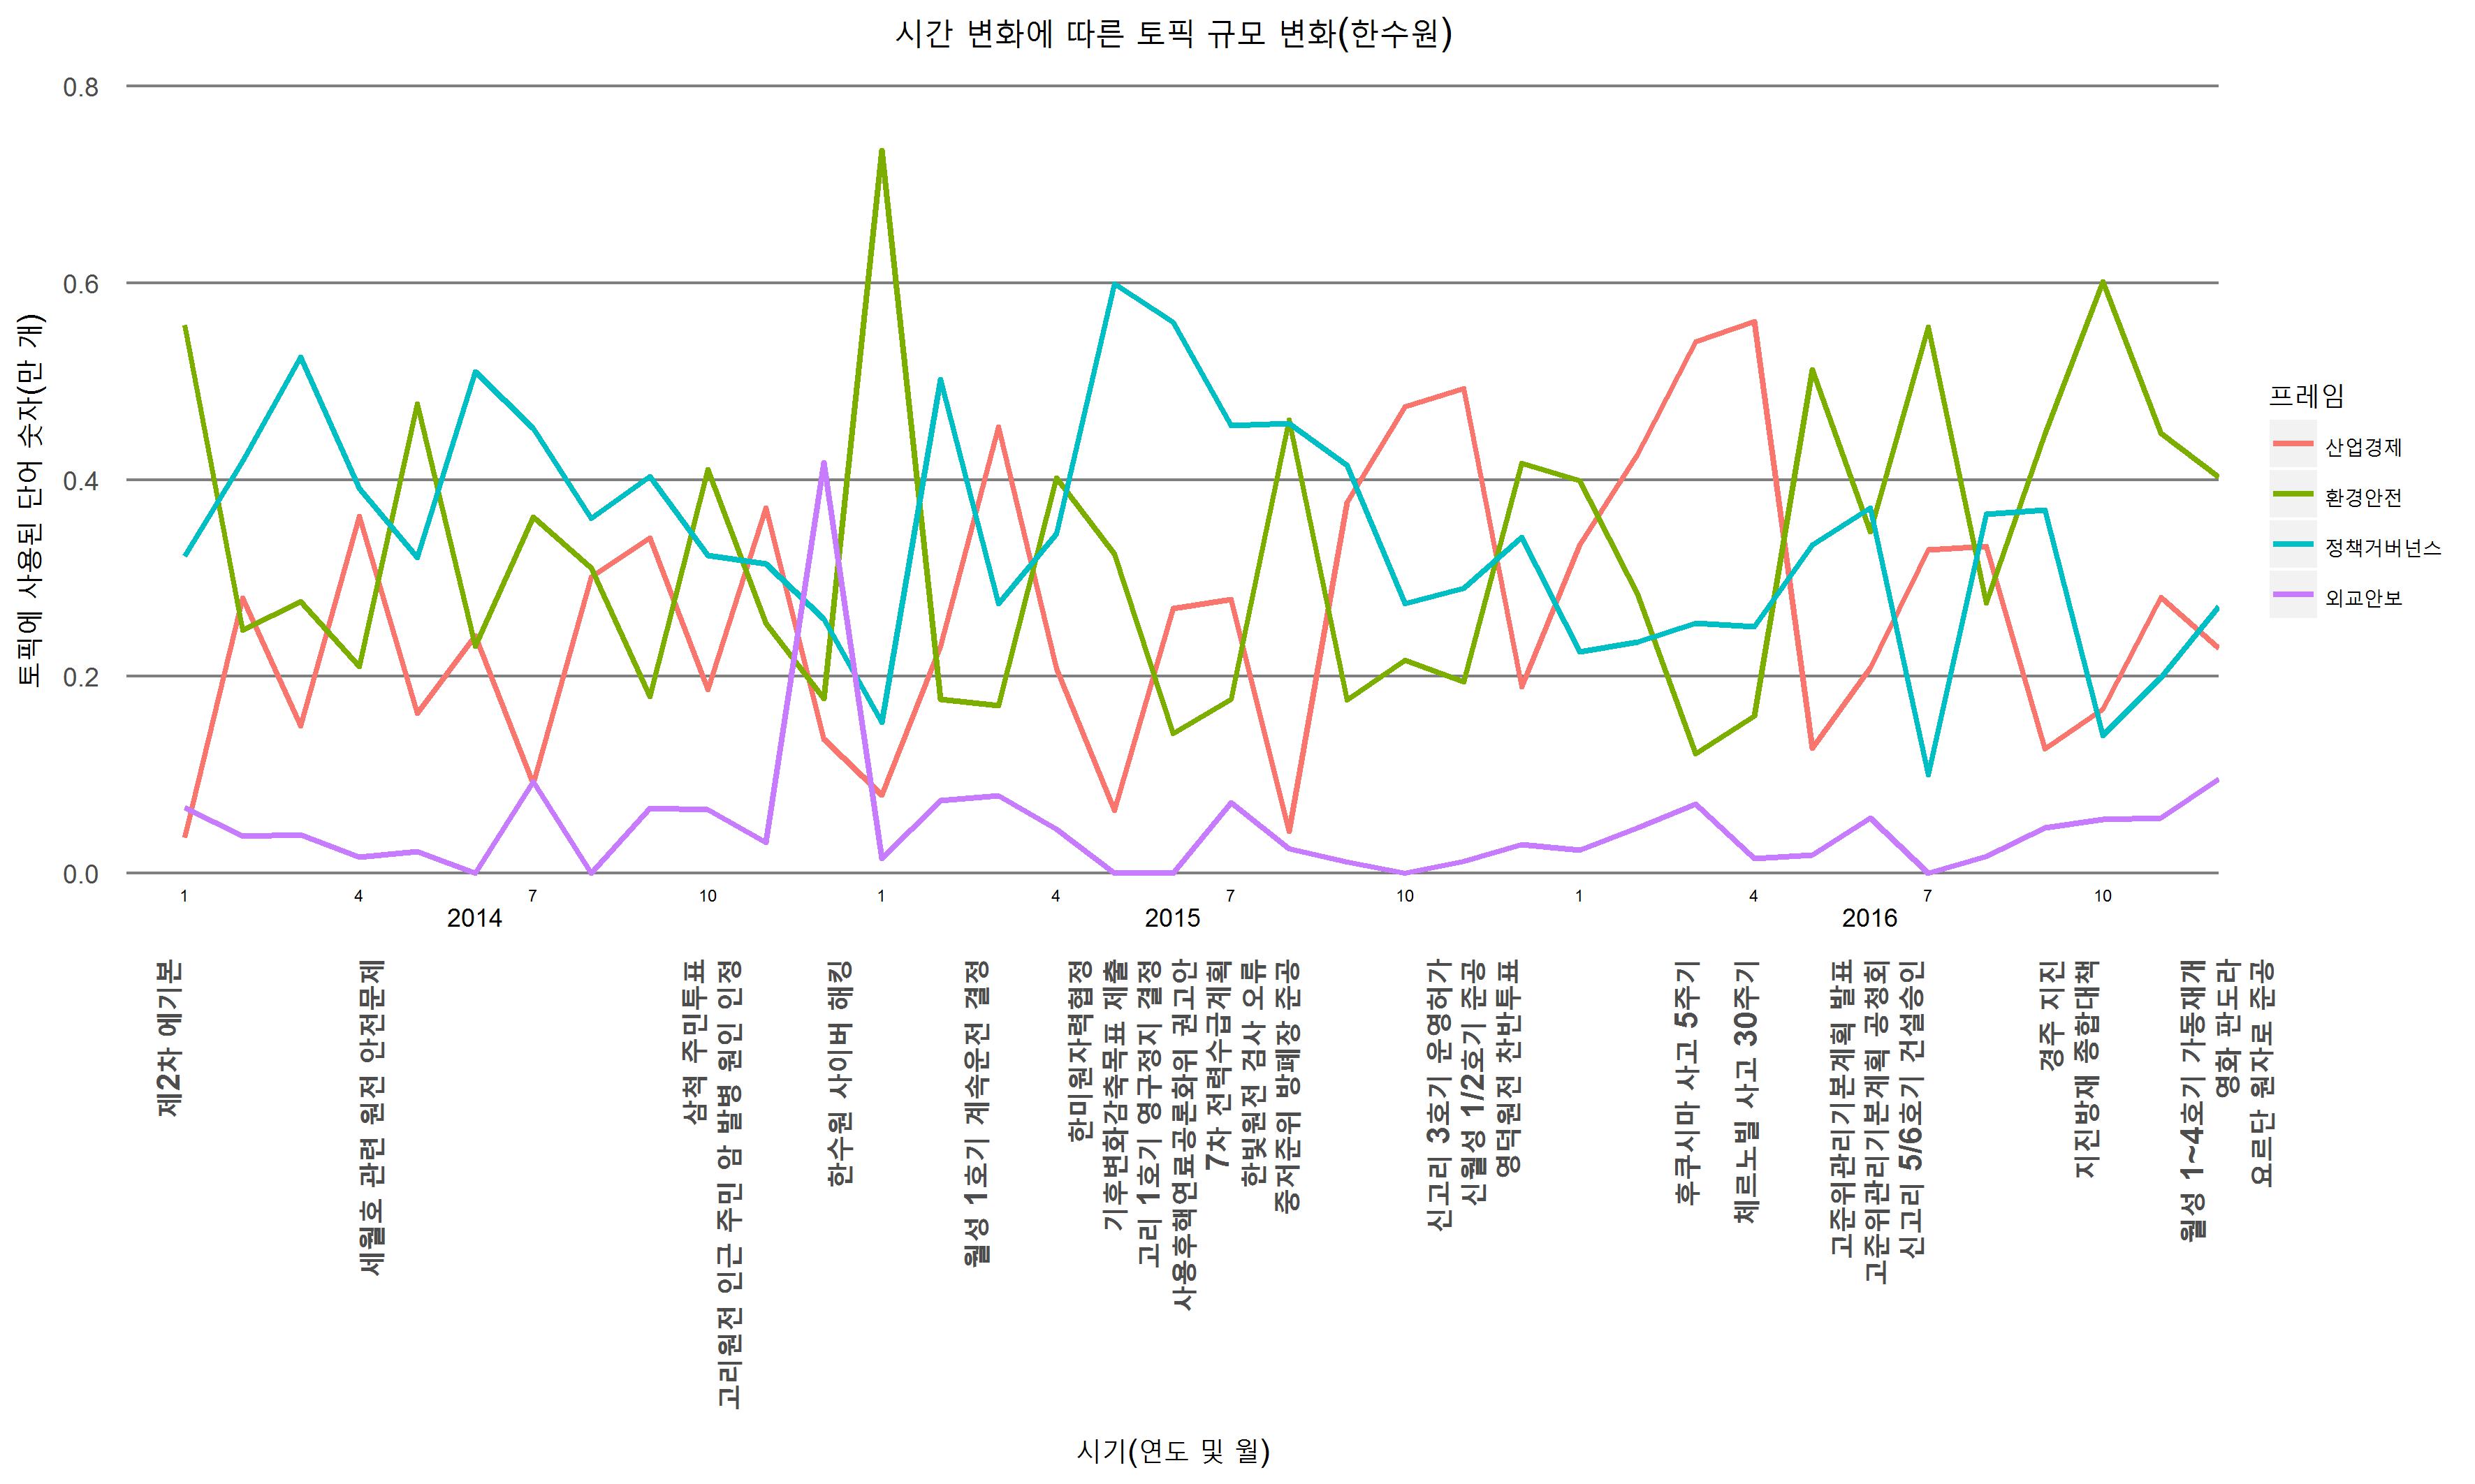 시간 변화에 따른 토픽 규모 변화(한수원)
토픽에 사용된 단어 숫자(만 개)
0.8
0.6
0.4
0.2
0.0
1
4
7
10
1
4
7
10
1
4
7
10
2014
2015
2016
제2차 에기본
세월호 관련 원전 안전문제
삼척 주민투표
고리원전 인근 주민 암 발병 원인 인정
한수원 사이버 해킹
월성 1호기 계속운전 결정
한미원자력협정
기후변화감축목표 제출
고리 1호기 영구정지 결정
사용후핵연료공론화위 권고안
7차 전력수급계획
한빛원전 검사 오류
중저준위 방폐장 준공
신고리 3호기 운영허가
신월성 1/2호기 준공
영덕원전 찬반투표
후쿠시마 사고 5주기
체르노빌 사고 30주기
고준위관리기본계획 발표
고준위관리기본계획 공청회
신고리 5/6호기 건설승인
경주 지진
지진방재 종합대책
월성 1~4호기 가동재개
영화 판도라
요르단 원자로 준공
시기(연도 및 월)
프레임
산업경제
환경안전
정책거버넌스
외교안보